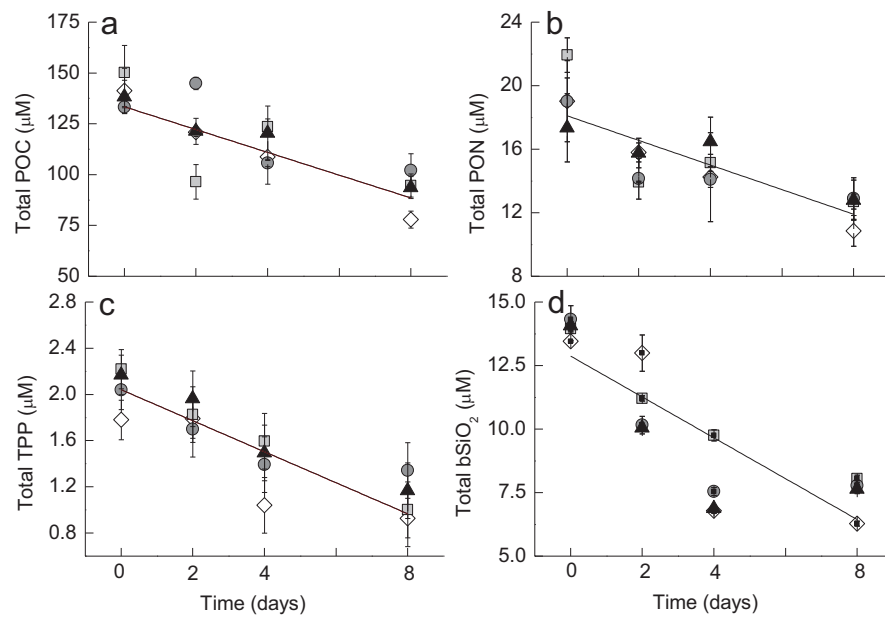 a
175
150
125
100
75
50
Total POC (μM)
b
24
20
16
12
8
Total PON (μM)
c
2.8
2.4
2.0
1.6
1.2
0.8
Total TPP (μM)
0 2 4 8
Time (days)
d
15.0
12.5
10.0
7.5
5.0
Total bSiO₂ (μM)
0 2 4 8
Time (days)